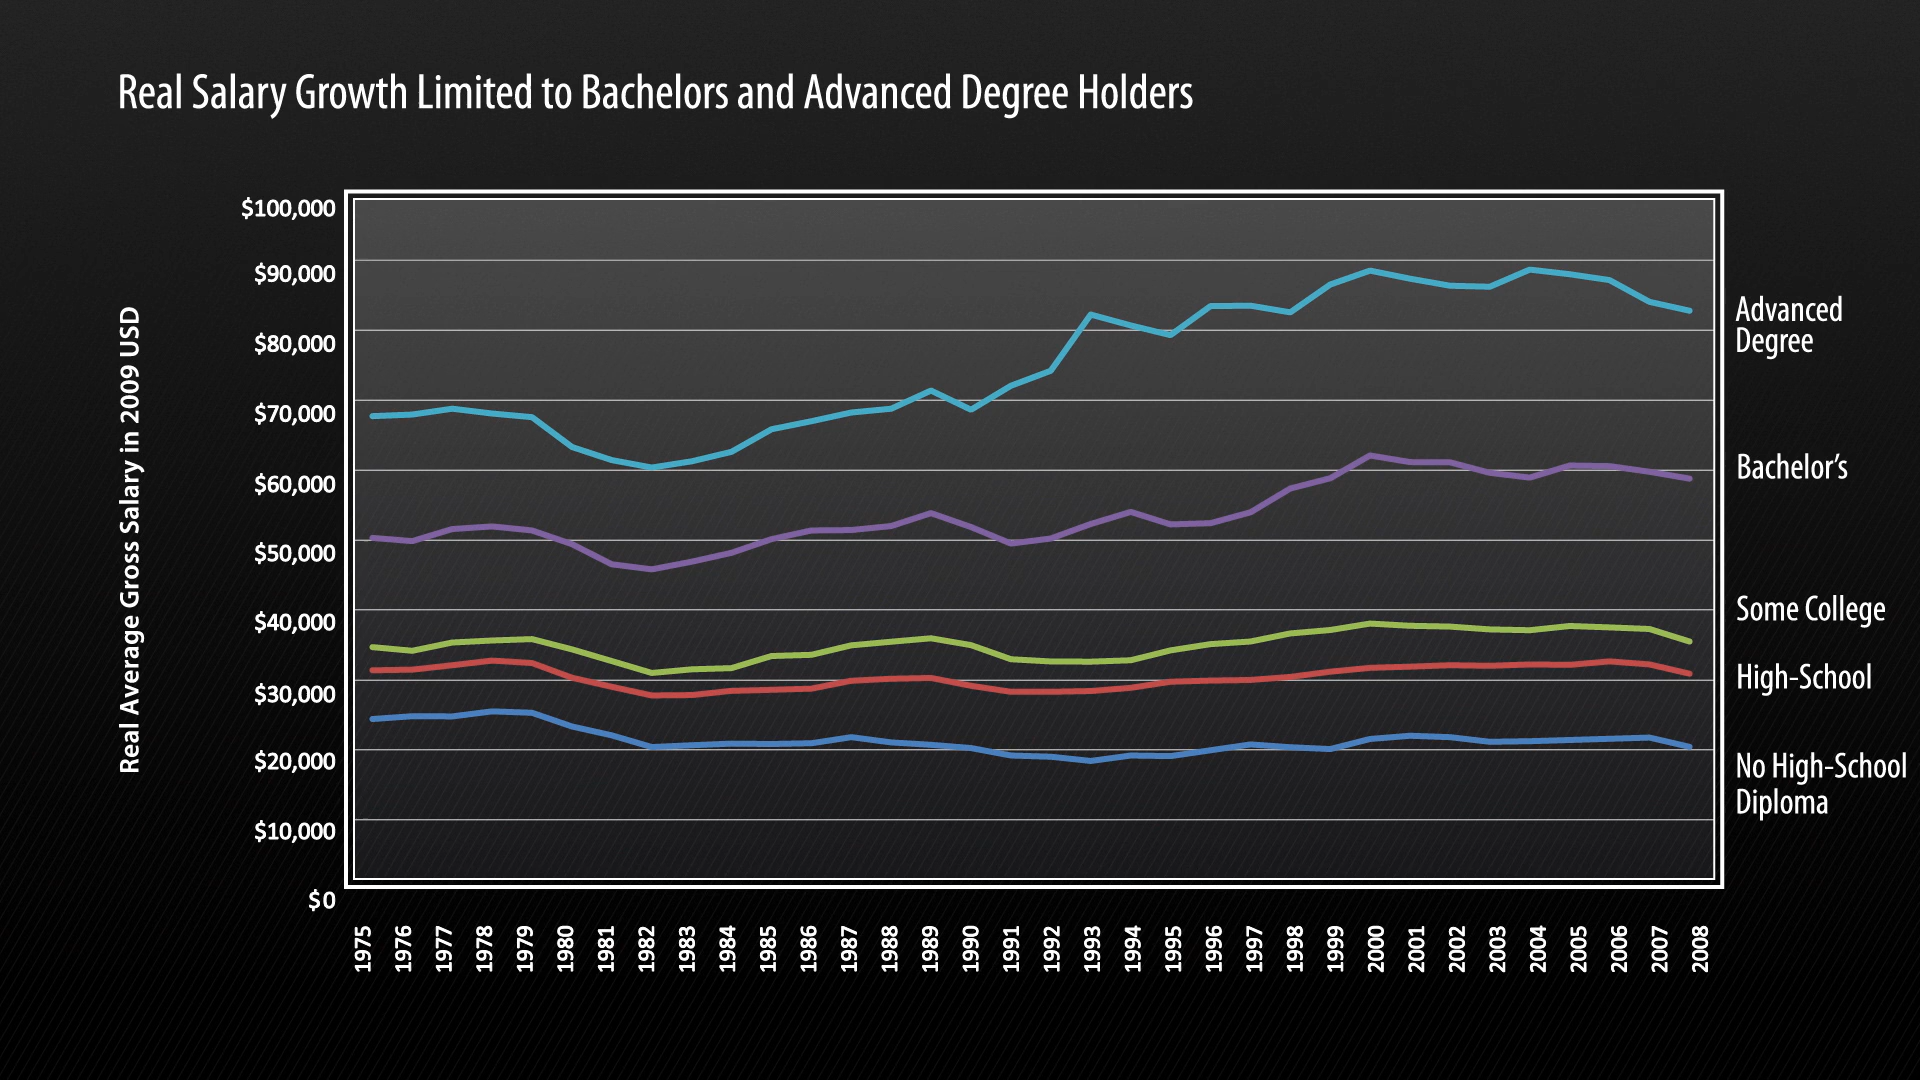 Real Salary Growth Limited to Bachelors and Advanced Degree Holders
Real Average Gross Salary in 2009 USD
$100,000
$90,000
$80,000
$70,000
$60,000
$50,000
$40,000
$30,000
$20,000
$10,000
$0
Advanced
Degree
Bachelor’s
Some College
High-School
No High-School
Diploma
1975 1976 1977 1978 1979 1980 1981 1982 1983 1984 1985 1986 1987 1988 1989 1990 1991 1992 1993 1994 1995 1996 1997 1998 1999 2000 2001 2002 2003 2004 2005 2006 2007 2008